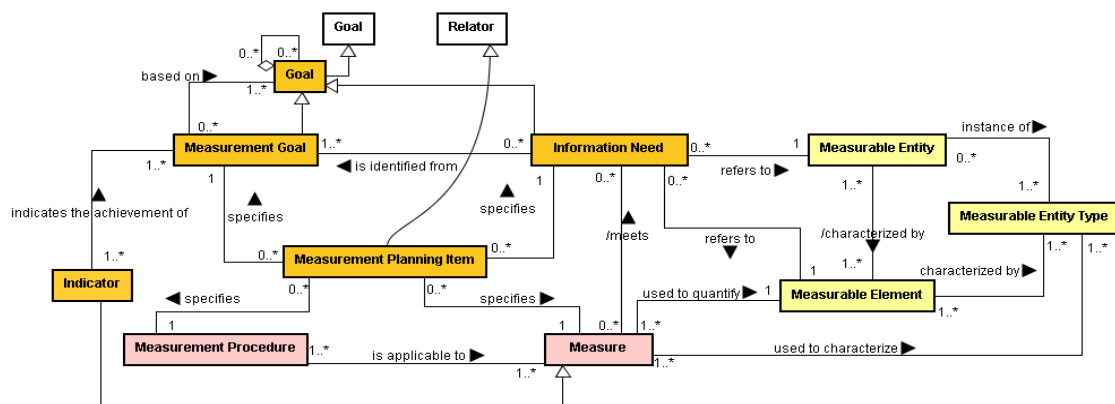 Goal
Relator
0..*
0..*
Goal
based on
1..*
0..*
1..*
0..*
0..*
1
instance of
Measurement Goal
Information Need
Measurable Entity
1..*
1
is identified from
1
0..*
0..*
refers to
1..*
0..*
1..*
indicates the achievement of
specifies
specifies
/meets
Measurable Entity Type
refers to
/characterized by
0..*
Measurement Planning Item
0..*
1..*
1..*
1..*
1..*
Indicator
0..*
0..*
1
characterized by
specifies
specifies
used to quantify
1
Measurable Element
1..*
1
1
0..*
1..*
Measurement Procedure
1..*
is applicable to
Measure
used to characterize
1..*
1..*